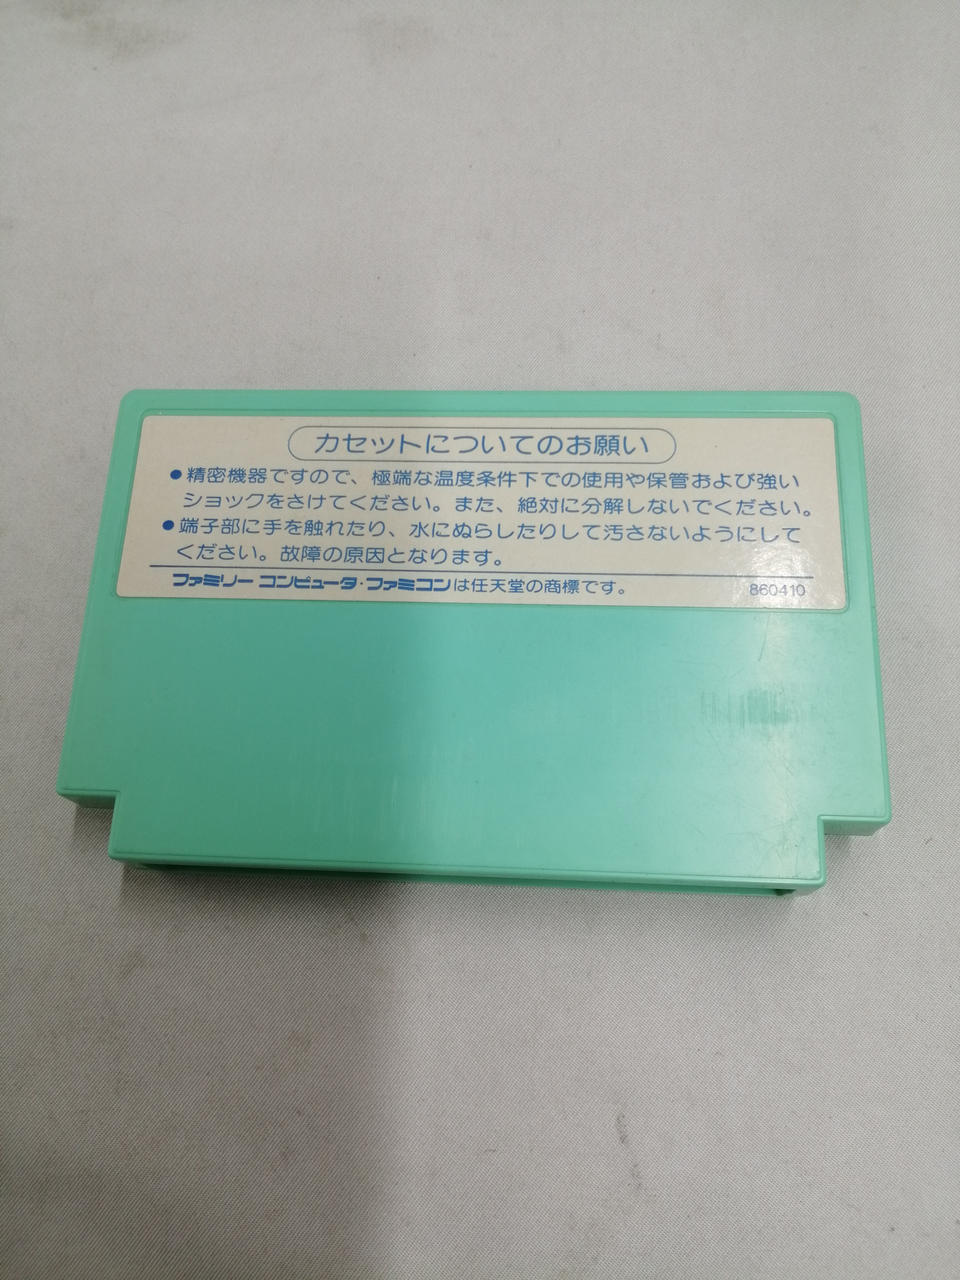 カセットについてのお願い
●精密機器ですので、極端な温度条件下での使用や保管および強い
ショックをさけてください。また、絶対に分解しないでください。
●端子部に手を触れたり、水にぬらしたりして汚さないようにして
ください。故障の原因となります。
ファミリー コンピュータ・ファミコンは任天堂の商標です。 860410